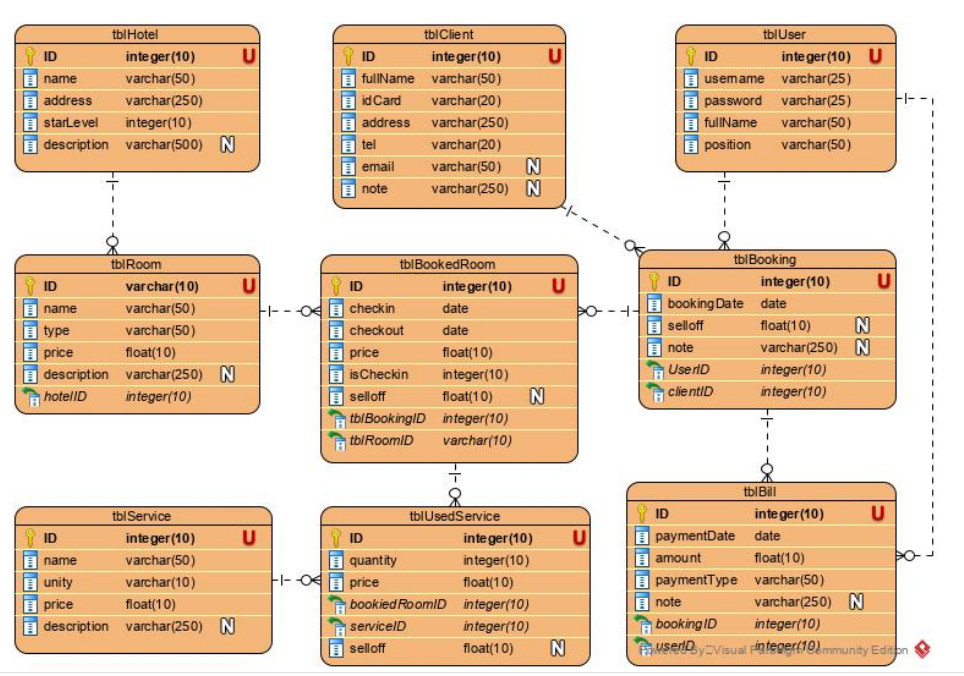 tblHotel
ID integer(10) U
name varchar(50)
address varchar(250)
starLevel integer(10)
description varchar(500) N
tblClient
ID integer(10) U
fullName varchar(50)
idCard varchar(20)
address varchar(250)
tel varchar(20)
email varchar(50) N
note varchar(250) N
tblUser
ID integer(10) U
username varchar(25)
password varchar(25)
fullName varchar(50)
position varchar(50)
tblRoom
ID varchar(10) U
name varchar(50)
type varchar(50)
price float(10)
description varchar(250) N
hotelID integer(10)
tblBookedRoom
ID integer(10) U
checkin date
checkout date
price float(10)
isCheckin integer(10)
selloff float(10) N
tblBookingID integer(10)
tblRoomID varchar(10)
tblBooking
ID integer(10) U
bookingDate date
selloff float(10) N
note varchar(250) N
UserID integer(10)
clientID integer(10)
tblService
ID integer(10) U
name varchar(50)
unity varchar(10)
price float(10)
description varchar(250) N
tblUsedService
ID integer(10) U
quantity integer(10)
price float(10)
bookiedRoomID integer(10)
serviceID integer(10)
selloff float(10) N
tblBill
ID integer(10) U
paymentDate date
amount float(10)
paymentType varchar(50)
note varchar(250) N
bookingID integer(10)
userID integer(10)
Powered By Visual Paradigm Community Edition